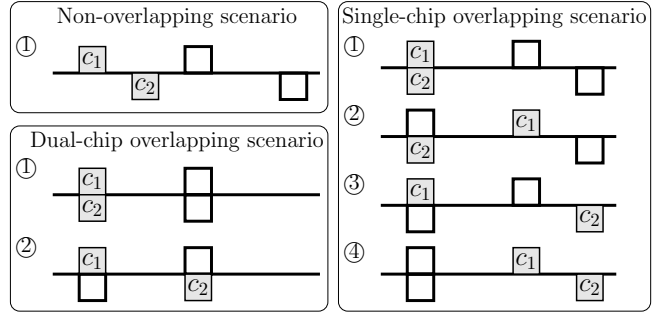 Non-overlapping scenario
① c₁
c₂
Dual-chip overlapping scenario
① c₁
c₂
② c₁
c₂
Single-chip overlapping scenario
① c₁
c₂
② c₁
c₂
③ c₁
c₂
④ c₁
c₂